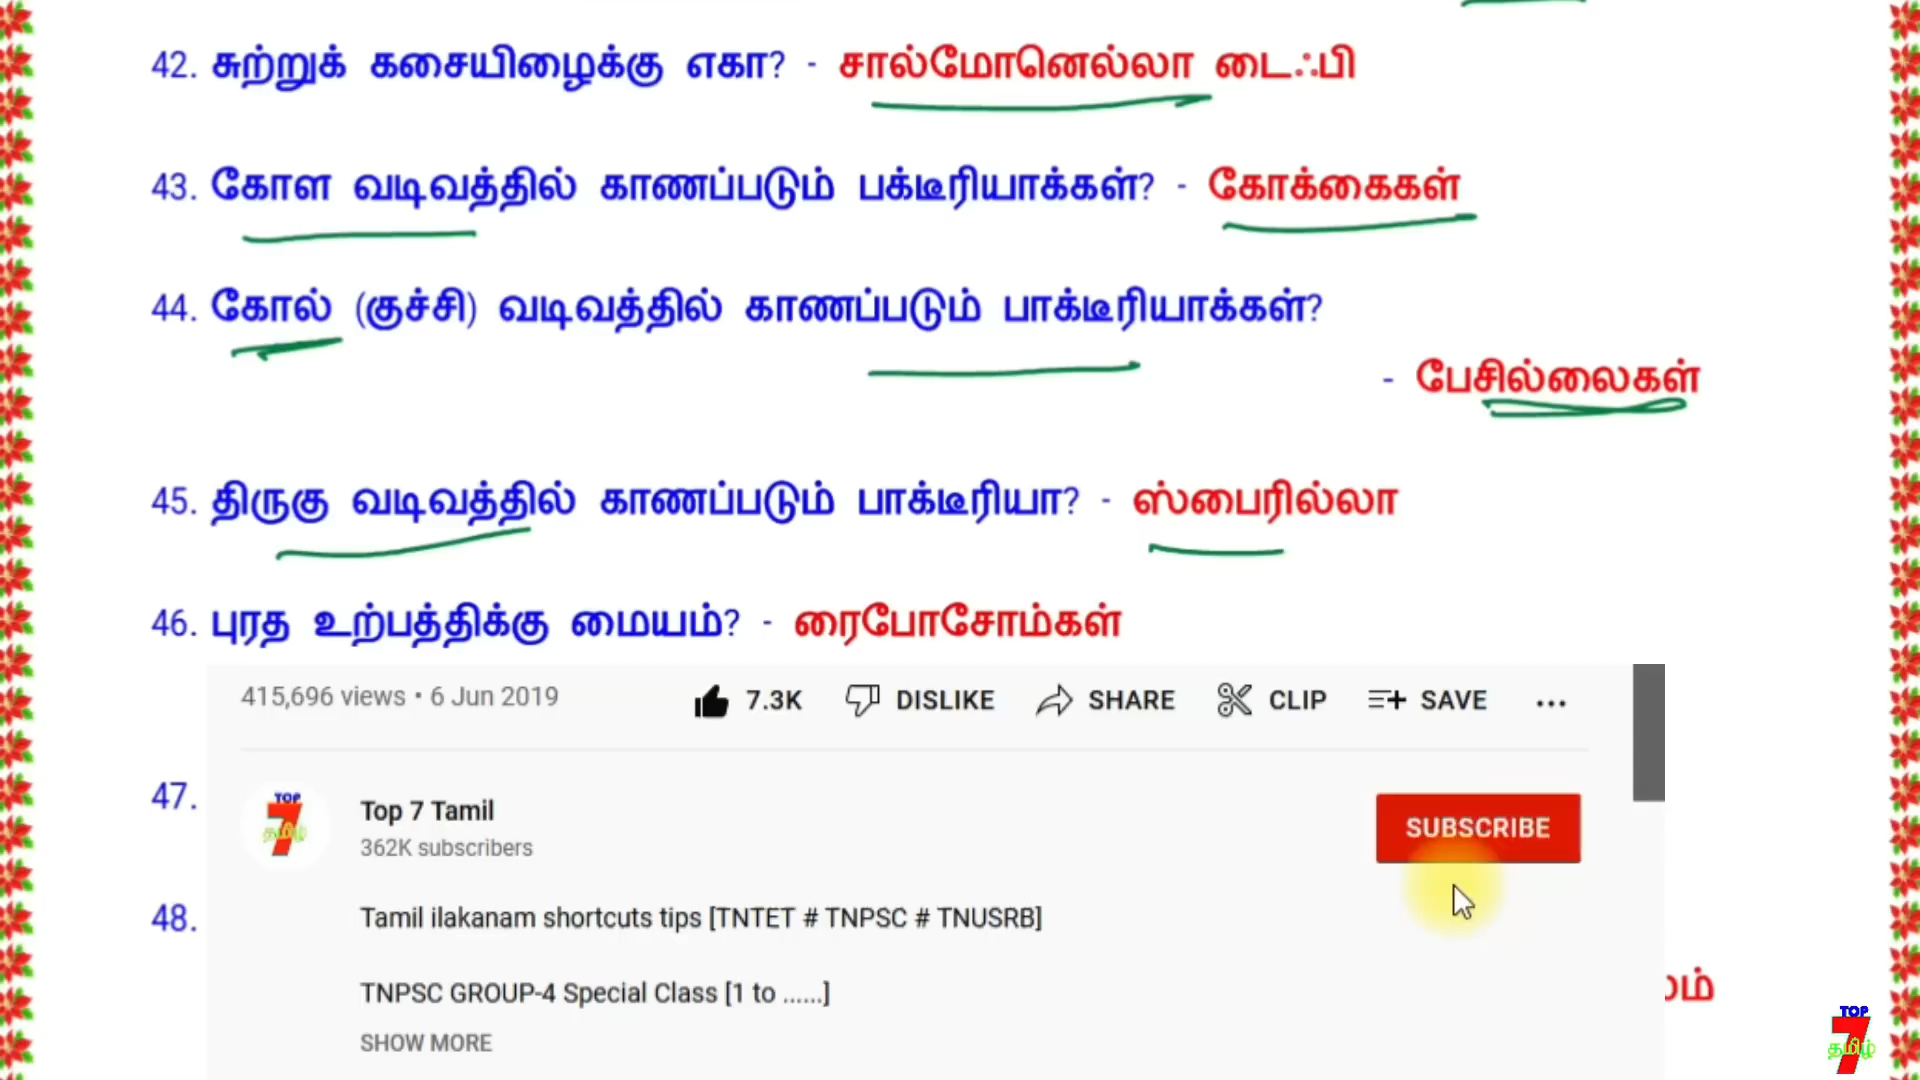 42. சுற்றுக் கசையிழைக்கு எகா? - சால்மோனெல்லா டைஃபி
43. கோள வடிவத்தில் காணப்படும் பக்டீரியாக்கள்? - கோக்கைகள்
44. கோல் (குச்சி) வடிவத்தில் காணப்படும் பாக்டீரியாக்கள்?
- பேசில்லைகள்
45. திருகு வடிவத்தில் காணப்படும் பாக்டீரியா? - ஸ்பைரில்லா
46. புரத உற்பத்திக்கு மையம்? - ரைபோசோம்கள்
415,696 views • 6 Jun 2019 7.3K DISLIKE SHARE CLIP SAVE ...
47.
TOP 7 தமிழ்
Top 7 Tamil
362K subscribers
SUBSCRIBE
48.
Tamil ilakanam shortcuts tips [TNTET # TNPSC # TNUSRB]
TNPSC GROUP-4 Special Class [1 to ......]
SHOW MORE
TOP
7
தமிழ்